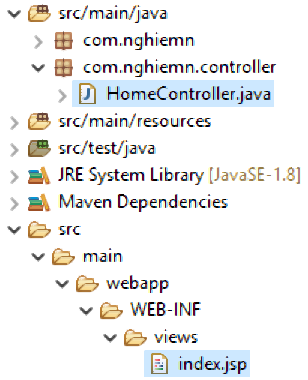 src/main/java
com.nghiemn
com.nghiemn.controller
HomeController.java
src/main/resources
src/test/java
JRE System Library [JavaSE-1.8]
Maven Dependencies
src
main
webapp
WEB-INF
views
index.jsp